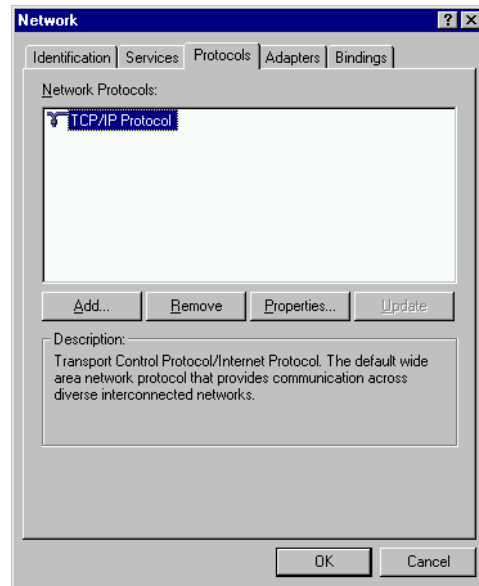 Network
Identification Services Protocols Adapters Bindings
Network Protocols:
TCP/IP Protocol
Add... Remove Properties... Update
Description:
Transport Control Protocol/Internet Protocol. The default wide
area network protocol that provides communication across
diverse interconnected networks.
OK Cancel